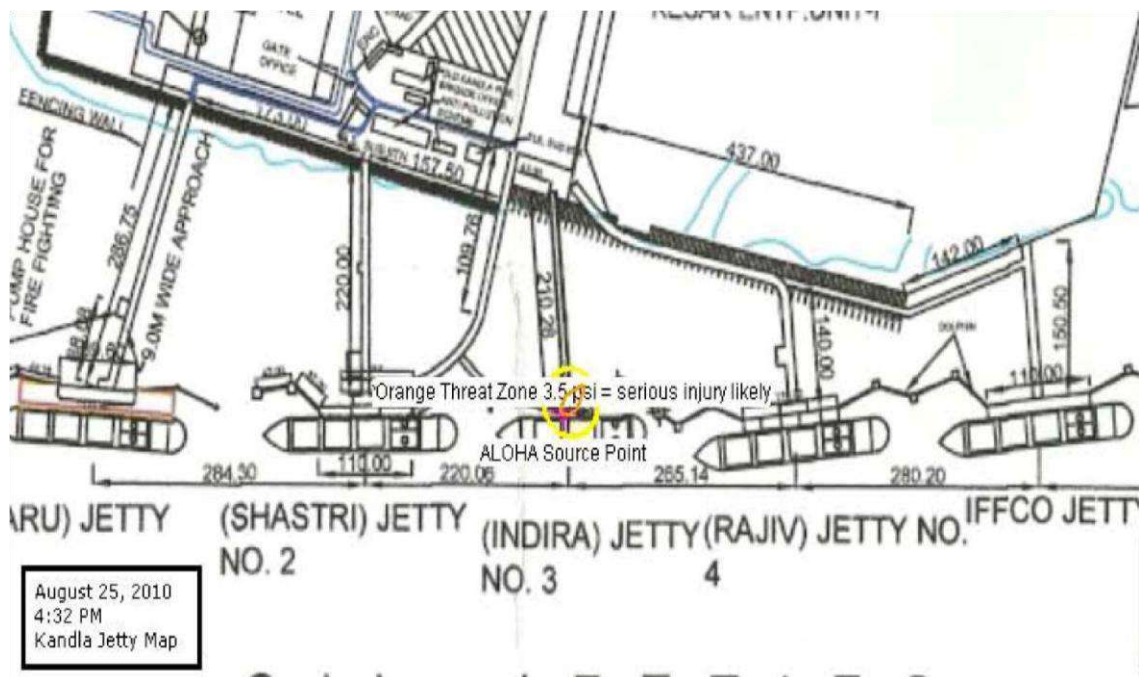 GATE
OFFICE
ANTI POLLUTION
FENCING WALL
SUBSTN.
157.50
437.00
142.00
PUMP HOUSE FOR
FIRE FIGHTING
286.75
9.0M WIDE APPROACH
220.00
109.76
210.28
140.00
DOLPHIN
150.50
110.00
Orange Threat Zone 3.5 psi = serious injury likely
ALOHA Source Point
110.00
284.30
220.06
265.14
280.20
ARU) JETTY
(SHASTRI) JETTY
NO. 2
(INDIRA) JETTY
NO. 3
(RAJIV) JETTY NO.
4
IFFCO JETTY
August 25, 2010
4:32 PM
Kandla Jetty Map